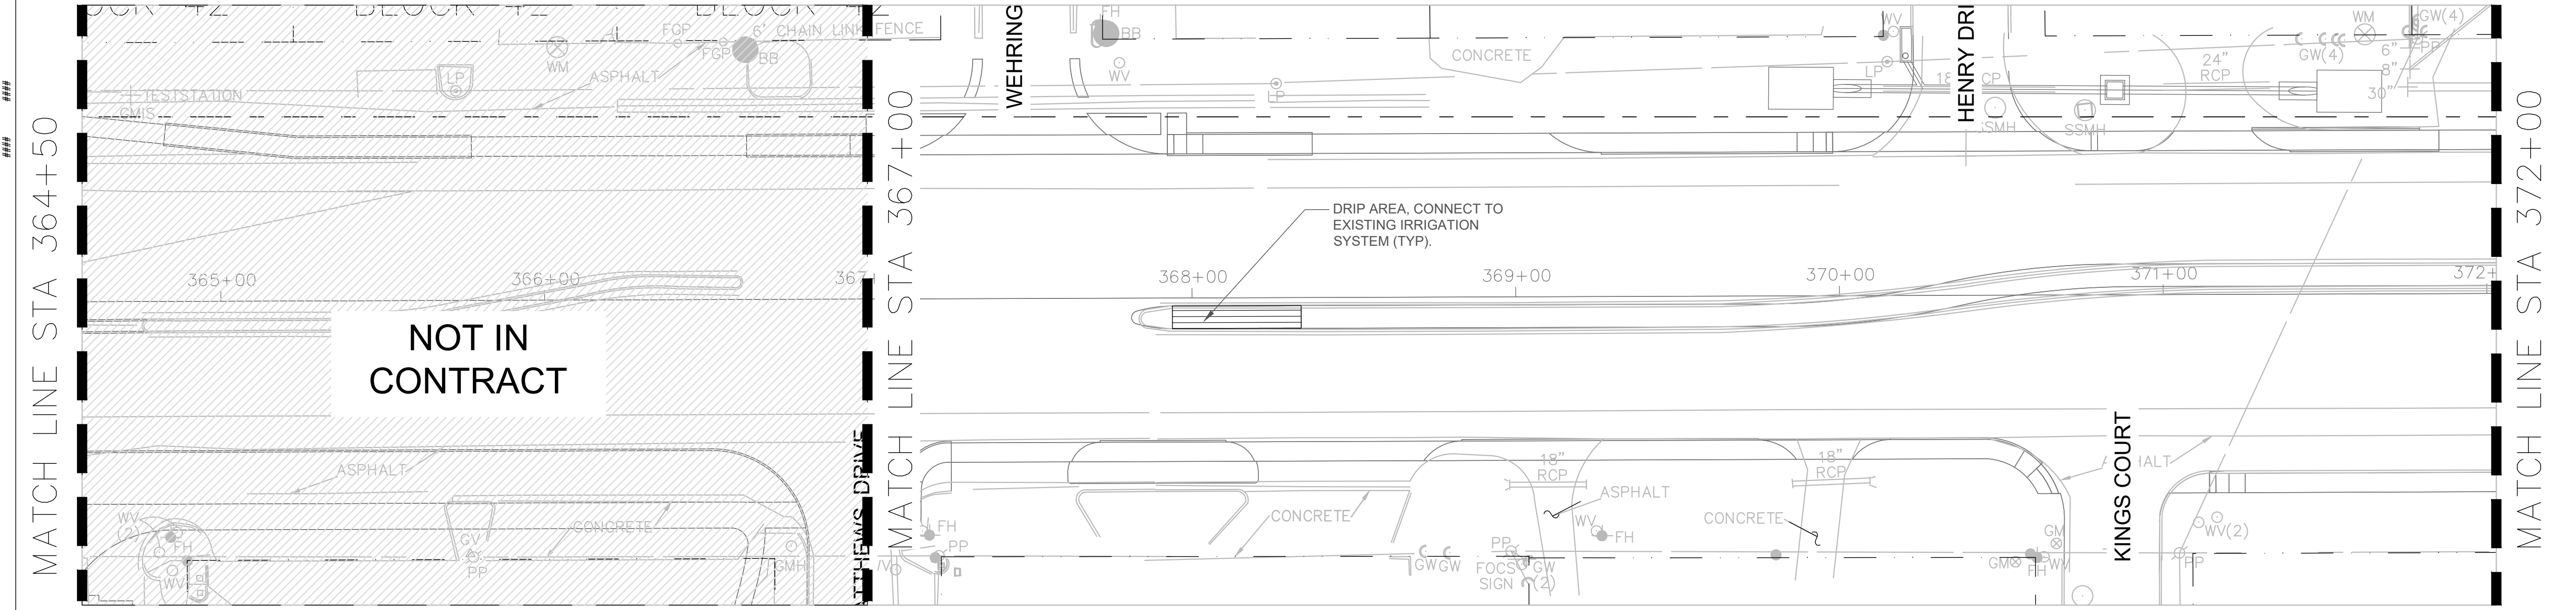 ####
####
MATCH LINE STA 364+50
6' CHAIN LINK FENCE
FGP
BB
WM
ASPHALT
LP
TESTSTATION
GMIS
365+00
366+00
NOT IN
CONTRACT
ASPHALT
CONCRETE
WV
(2)
FH
WV
GV
PP
GMH
MATCH LINE STA 367+00
WEHRING
FH
BB
WV
LP
CONCRETE
WV
LP
HENRY DRI
SSMH
24"
RCP
GW(4)
WM
GW(4)
PP
6"
8"
30"
DRIP AREA, CONNECT TO
EXISTING IRRIGATION
SYSTEM (TYP).
368+00
369+00
370+00
371+00
FH
PP
CONCRETE
GW GW
18"
RCP
ASPHALT
WV
FH
PP
FOCS
SIGN
GW
(2)
18"
RCP
CONCRETE
GM
GM
FH
WV
KINGS COURT
WV(2)
PP
MATCH LINE STA 372+00